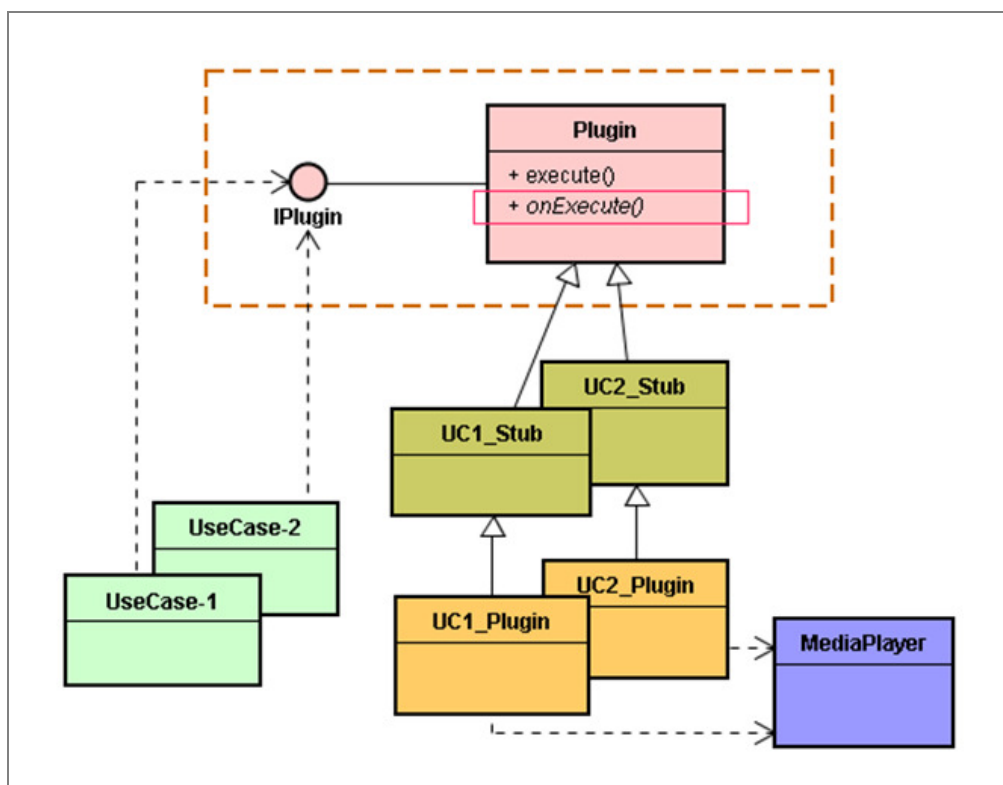 Plugin
+ execute()
+ onExecute()
IPlugin
UC2_Stub
UC1_Stub
UseCase-2
UseCase-1
UC2_Plugin
UC1_Plugin
MediaPlayer